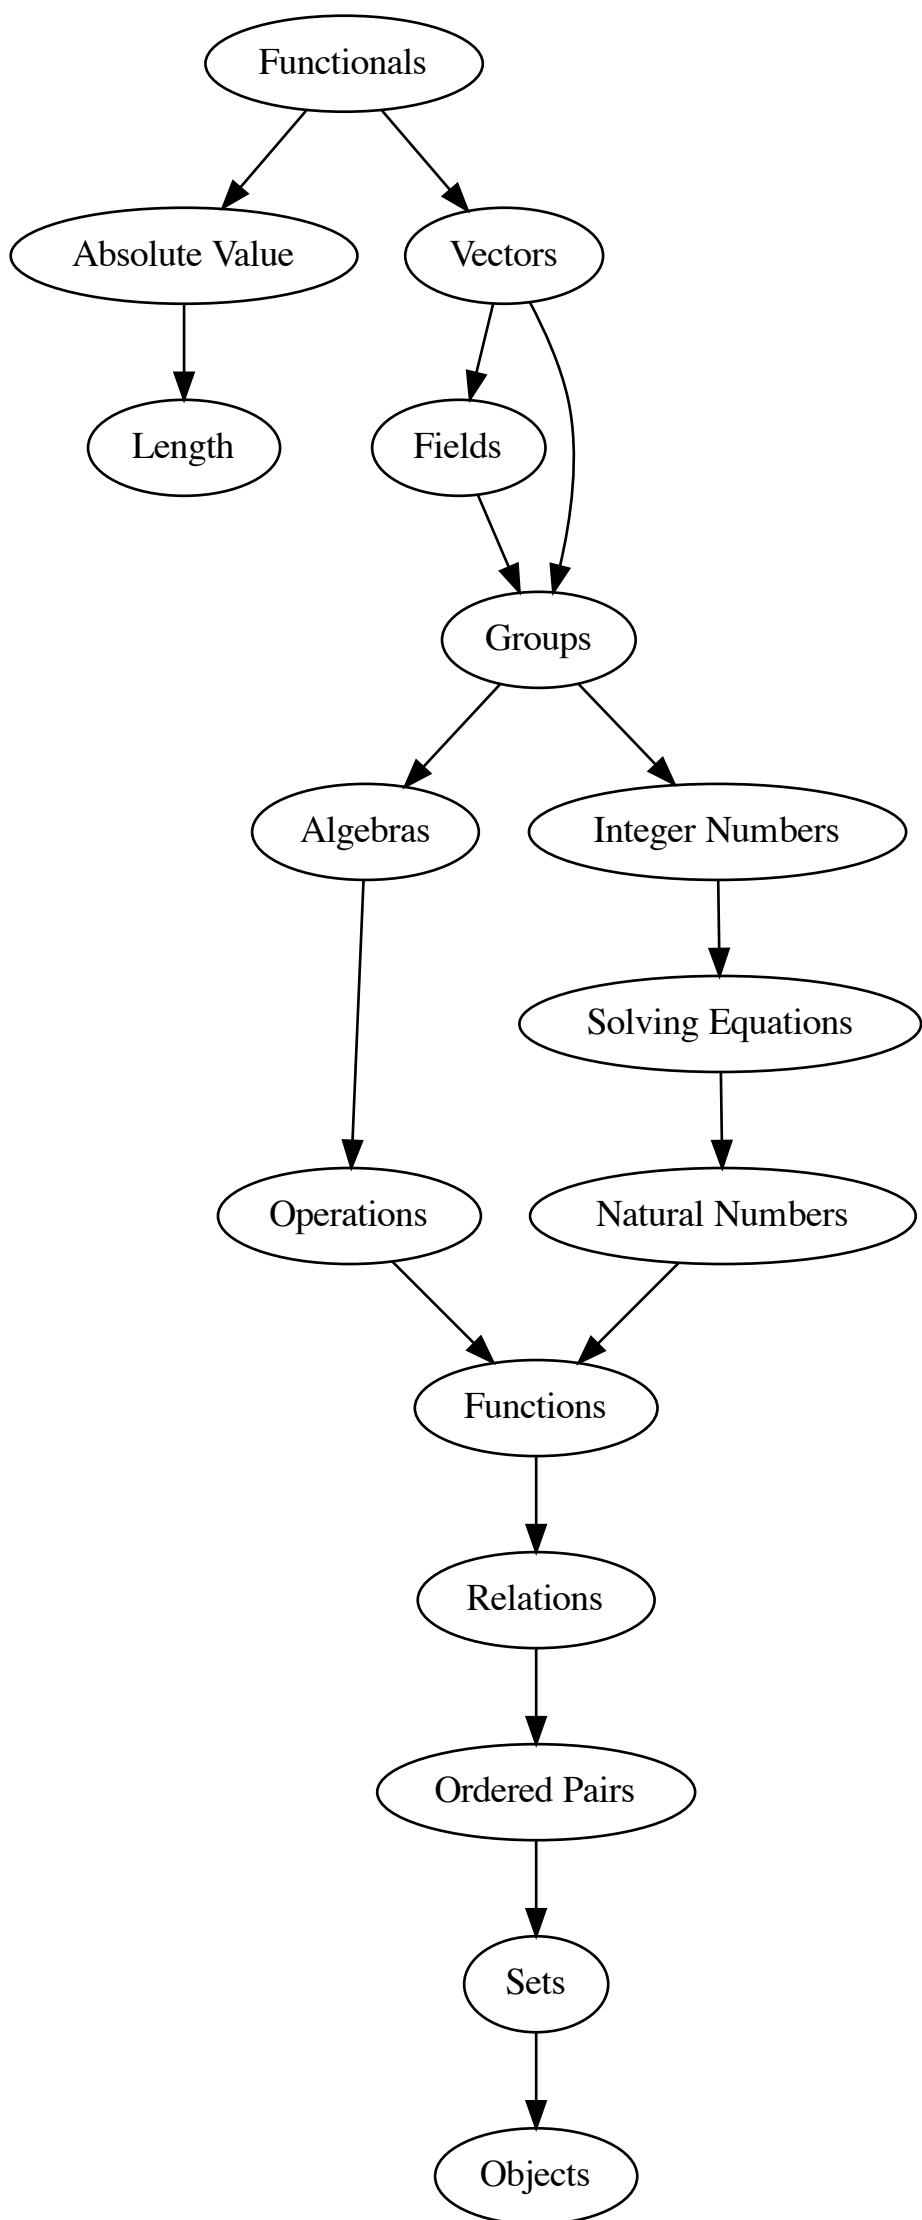 Functionals
Absolute Value
Vectors
Length
Fields
Groups
Algebras
Integer Numbers
Solving Equations
Operations
Natural Numbers
Functions
Relations
Ordered Pairs
Sets
Objects